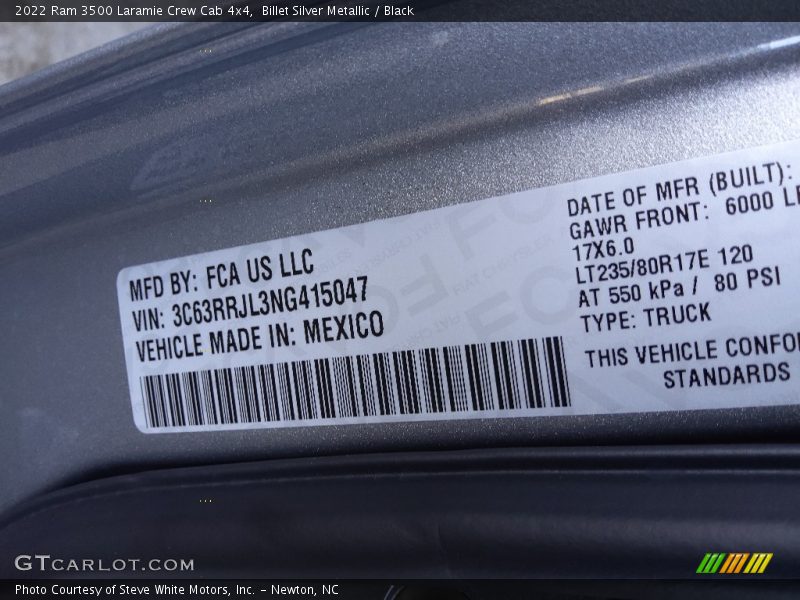 2022 Ram 3500 Laramie Crew Cab 4x4, Billet Silver Metallic / Black
MFD BY: FCA US LLC
VIN: 3C63RRJL3NG415047
VEHICLE MADE IN: MEXICO
DATE OF MFR (BUILT):
GAWR FRONT: 6000 L
17X6.0
LT235/80R17E 120
AT 550 kPa / 80 PSI
TYPE: TRUCK
THIS VEHICLE CONFO
STANDARDS
GTCARLOT.COM
Photo Courtesy of Steve White Motors, Inc. – Newton, NC